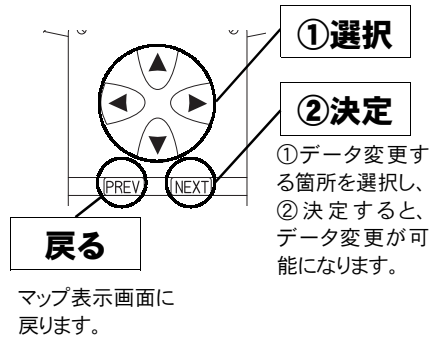 ①選択
②決定
①データ変更す
る箇所を選択し、
②決定すると、
データ変更が可
能になります。
PREV
NEXT
戻る
マップ表示画面に
戻ります。